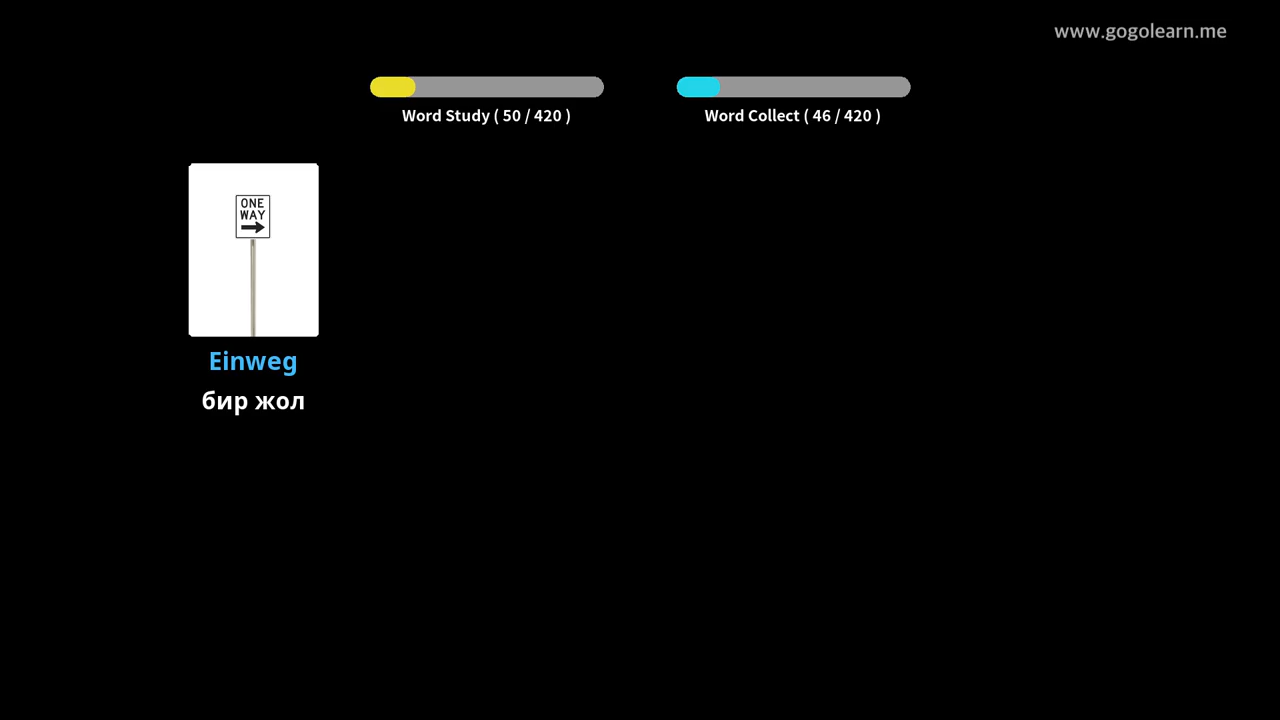 www.gogolearn.me
Word Study ( 50 / 420 )
Word Collect ( 46 / 420 )
ONE
WAY
Einweg
бир жол